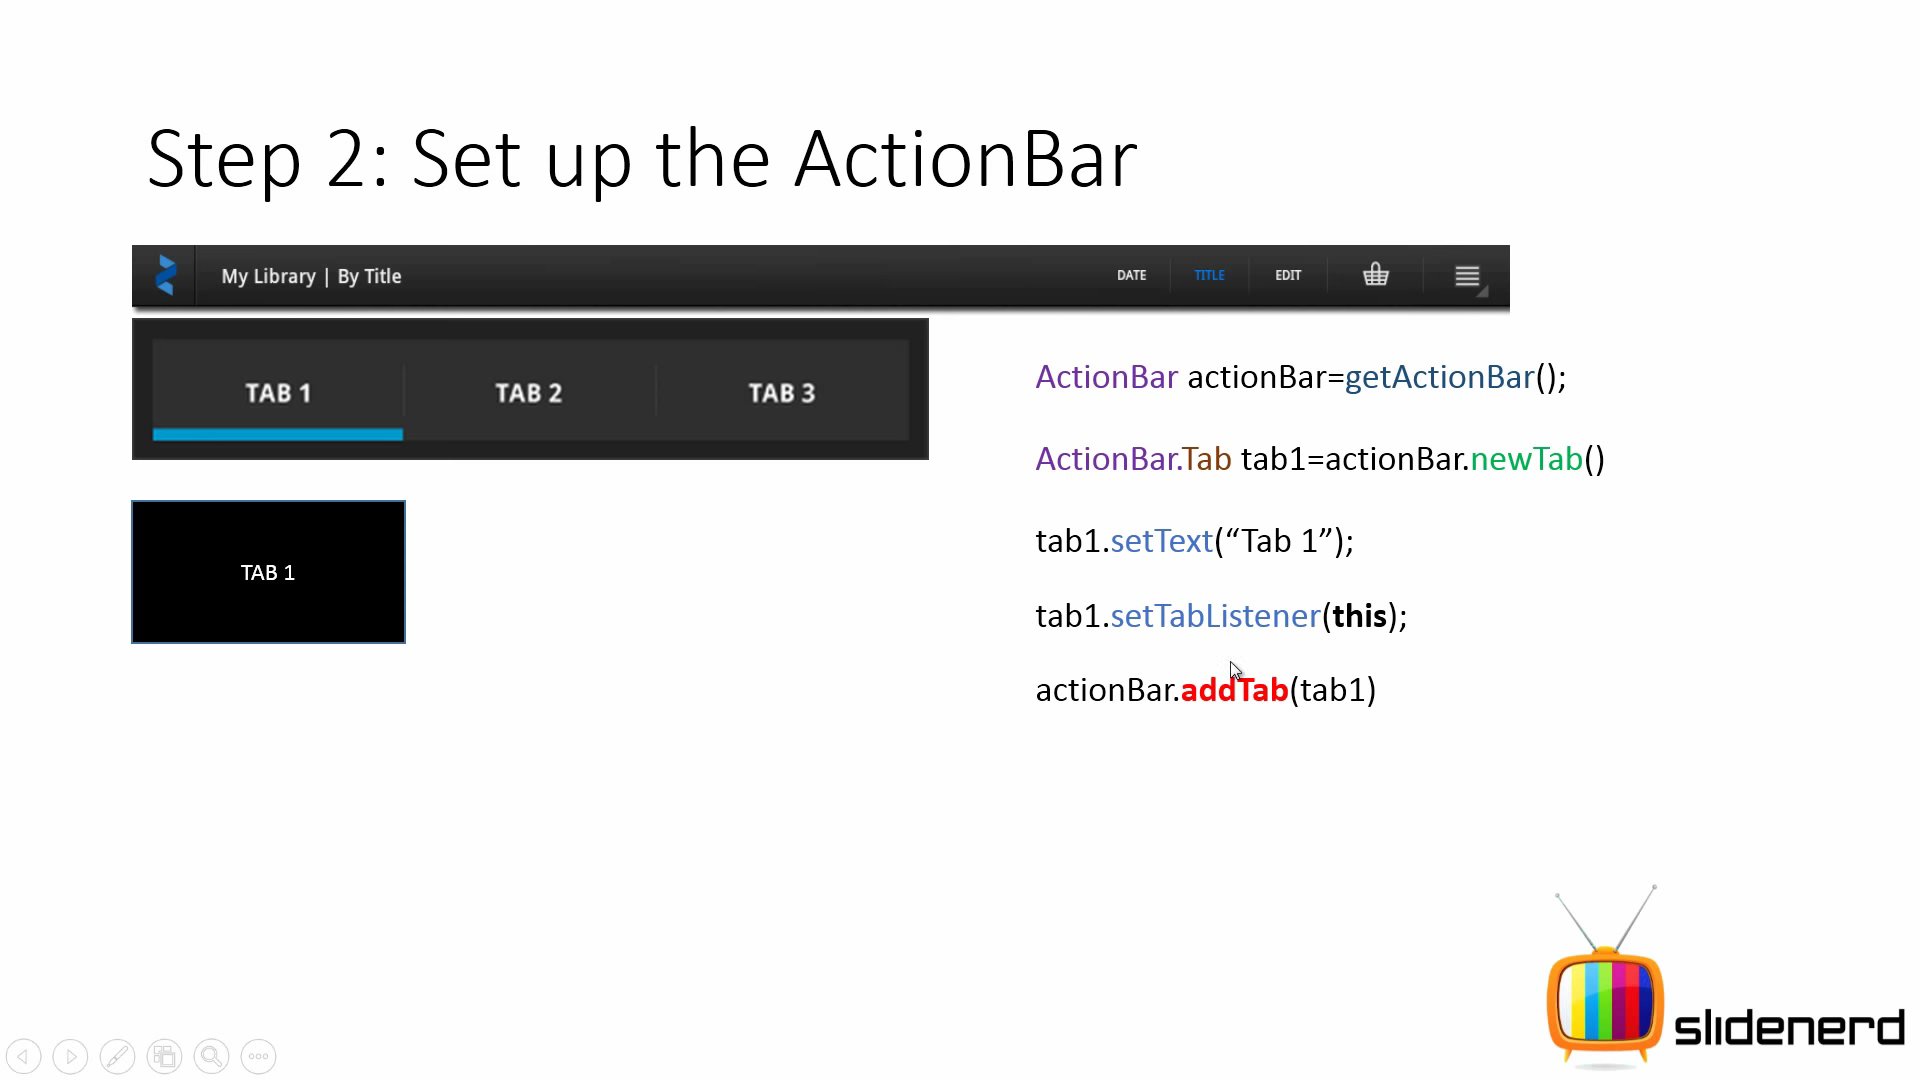 Step 2: Set up the ActionBar
My Library | By Title
DATE
TITLE
EDIT
TAB 1
TAB 2
TAB 3
ActionBar actionBar=getActionBar();
ActionBar.Tab tab1=actionBar.newTab()
TAB 1
tab1.setText(“Tab 1”);
tab1.setTabListener(this);
actionBar.addTab(tab1)
slidenerd